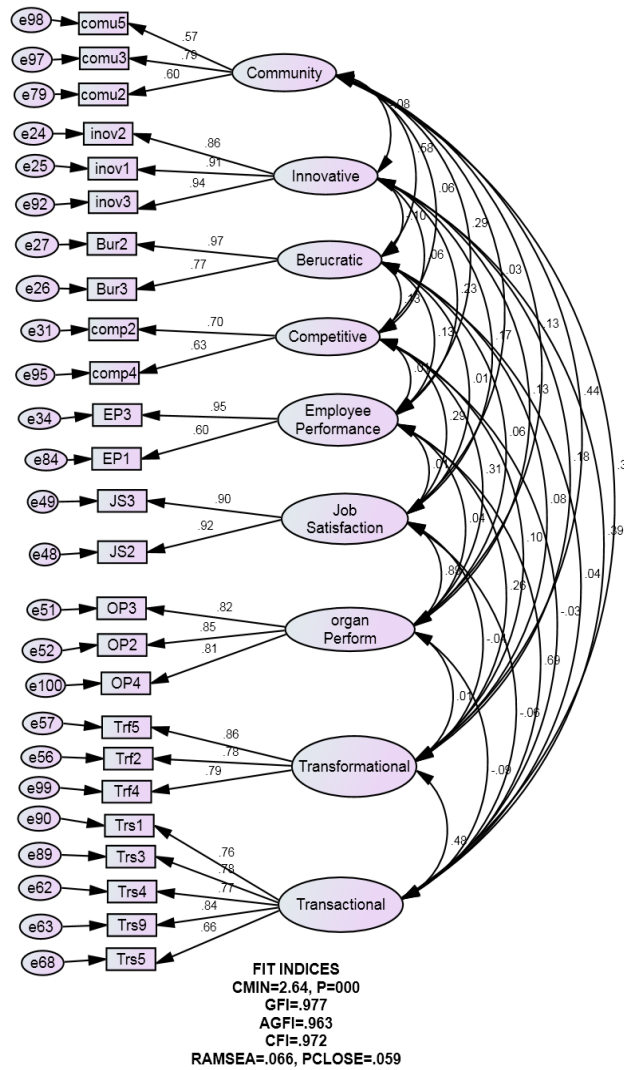 e98 comu5 .57
e97 comu3 .79
e79 comu2 .60
Community
e24 inov2 .86
e25 inov1 .91
e92 inov3 .94
Innovative
e27 Bur2 .97
e26 Bur3 .77
Berucratic
e31 comp2 .70
e95 comp4 .63
Competitive
e34 EP3 .95
e84 EP1 .60
Employee
Performance
e49 JS3 .90
e48 JS2 .92
Job
Satisfaction
e51 OP3 .82
e52 OP2 .85
e100 OP4 .81
organ
Perform
e57 Trf5 .86
e56 Trf2 .78
e99 Trf4 .79
Transformational
e90 Trs1 .76
e89 Trs3 .78
e62 Trs4 .77
e63 Trs9 .84
e68 Trs5 .66
Transactional
.08
.58
.06
.29
.03
.13
.44
.39
.10
.06
.23
.17
.13
.18
.13
.13
.01
.06
.08
.04
.01
.29
.31
.10
-.03
.01
.04
.26
.69
-.06
.01
-.09
.48
FIT INDICES
CMIN=2.64, P=000
GFI=.977
AGFI=.963
CFI=.972
RAMSEA=.066, PCLOSE=.059